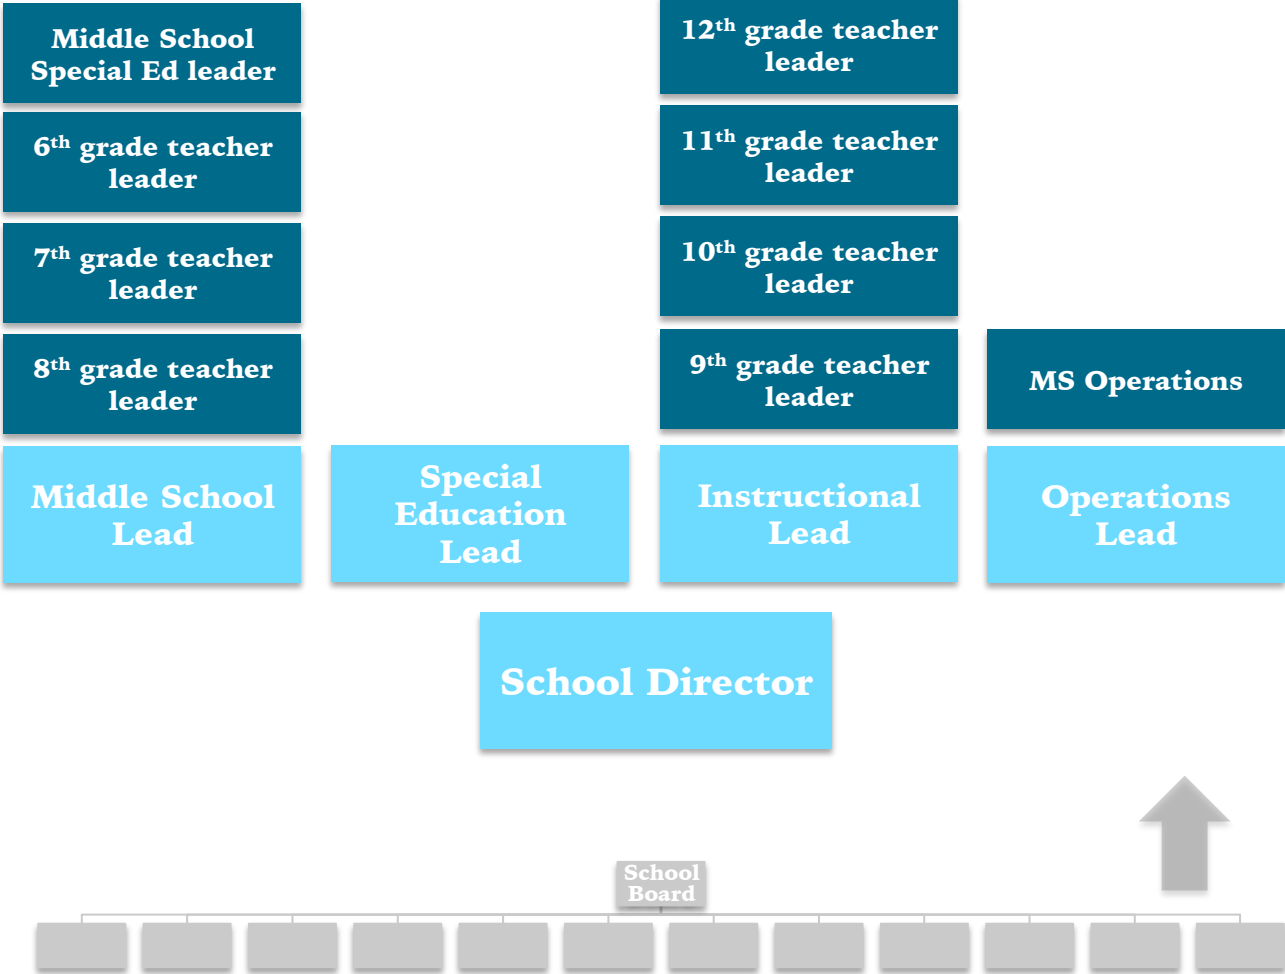 Middle School
Special Ed leader
12th grade teacher
leader
6th grade teacher
leader
11th grade teacher
leader
7th grade teacher
leader
10th grade teacher
leader
8th grade teacher
leader
9th grade teacher
leader
MS Operations
Middle School
Lead
Special
Education
Lead
Instructional
Lead
Operations
Lead
School Director
School
Board